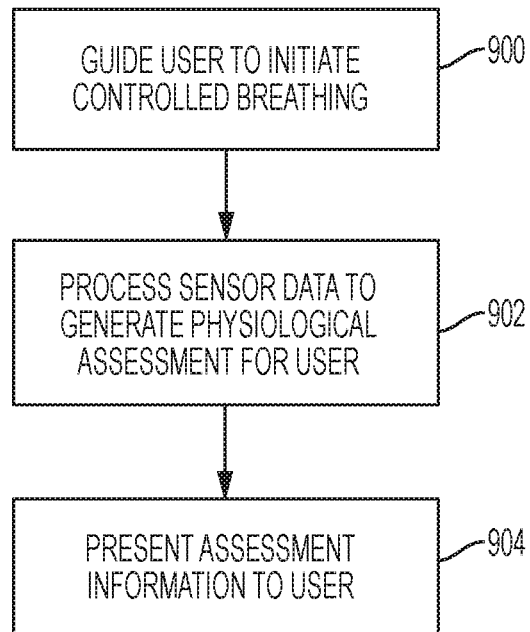 GUIDE USER TO INITIATE
CONTROLLED BREATHING
900
PROCESS SENSOR DATA TO
GENERATE PHYSIOLOGICAL
ASSESSMENT FOR USER
902
PRESENT ASSESSMENT
INFORMATION TO USER
904